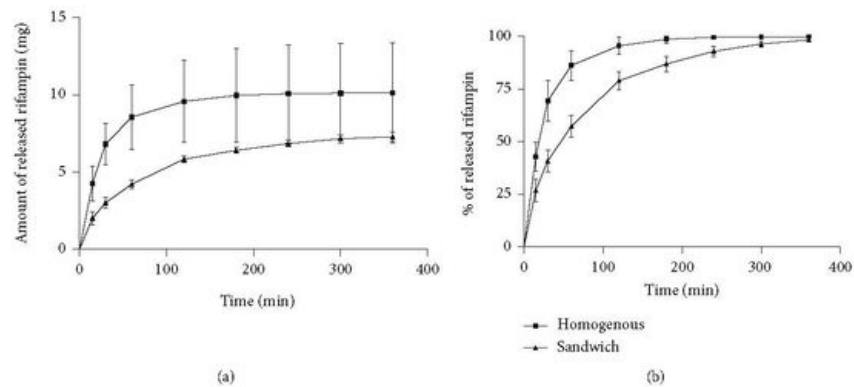 Amount of released rifampin (mg)
15
10
5
0
0 100 200 300 400
Time (min)
(a)
% of released rifampin
100
75
50
25
0
0 100 200 300 400
Time (min)
Homogenous
Sandwich
(b)